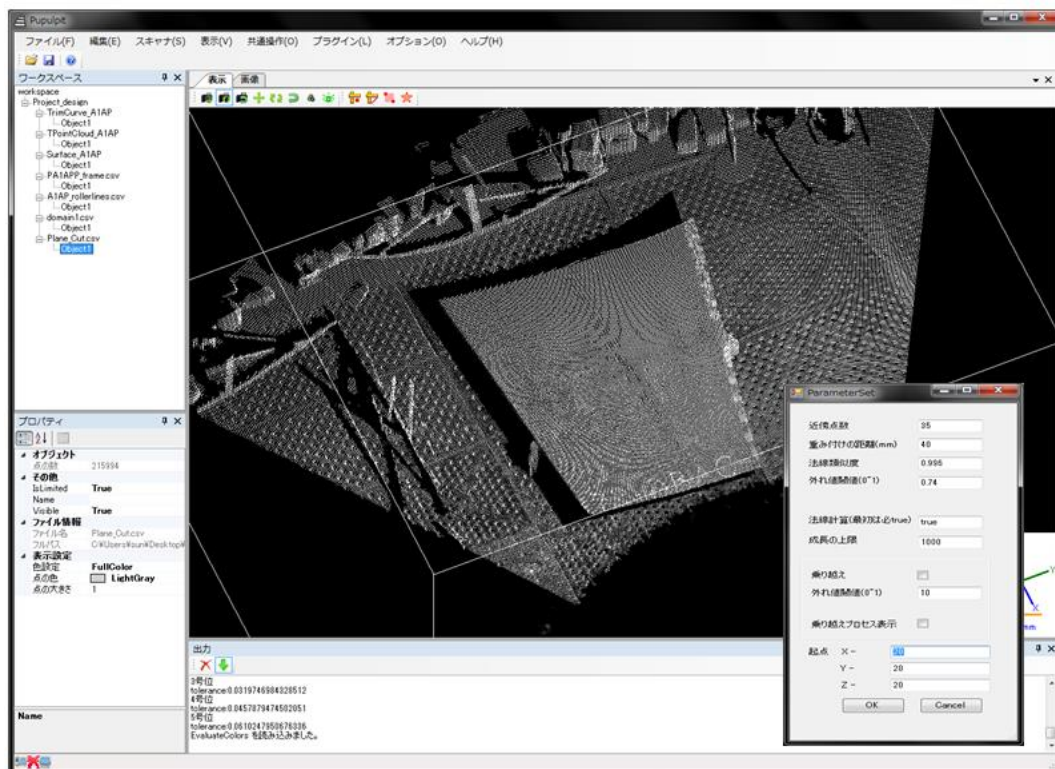 Pupulpit
ファイル(F) 編集(E) スキャナ(S) 表示(V) 共通操作(O) プラグイン(L) オプション(O) ヘルプ(H)
ワークスペース
workspace
Project_design
TrimCurve_A1AP
Object1
TPointCloud_A1AP
Object1
Surface_A1AP
Object1
PA1APP_frame.csv
Object1
A1AP_rollerlines.csv
Object1
domain1.csv
Object1
Plane_Cut.csv
Object1
表示 画像
プロパティ
オブジェクト
点の数 215994
その他
IsLimited True
Name
Visible True
ファイル情報
ファイル名 Plane_Cut.csv
フルパス C:¥Users¥sun¥Desktop¥
表示設定
色設定 FullColor
点の色 LightGray
点の大きさ 1
Name
出力
3号位
tolerance:0.0319746984328512
4号位
tolerance:0.0457879474502051
5号位
tolerance:0.0610247950676336
EvaluateColors を読み込みました。
ParameterSet
近傍点数 35
重み付けの距離(mm) 40
法線類似度 0.995
外れ値閾値(0~1) 0.74
法線計算(最初は必true) true
成長の上限 1000
乗り越え
外れ値閾値(0~1) 10
乗り越えプロセス表示
起点 X - 20
Y - 20
Z - 20
OK Cancel
Y
X
mm